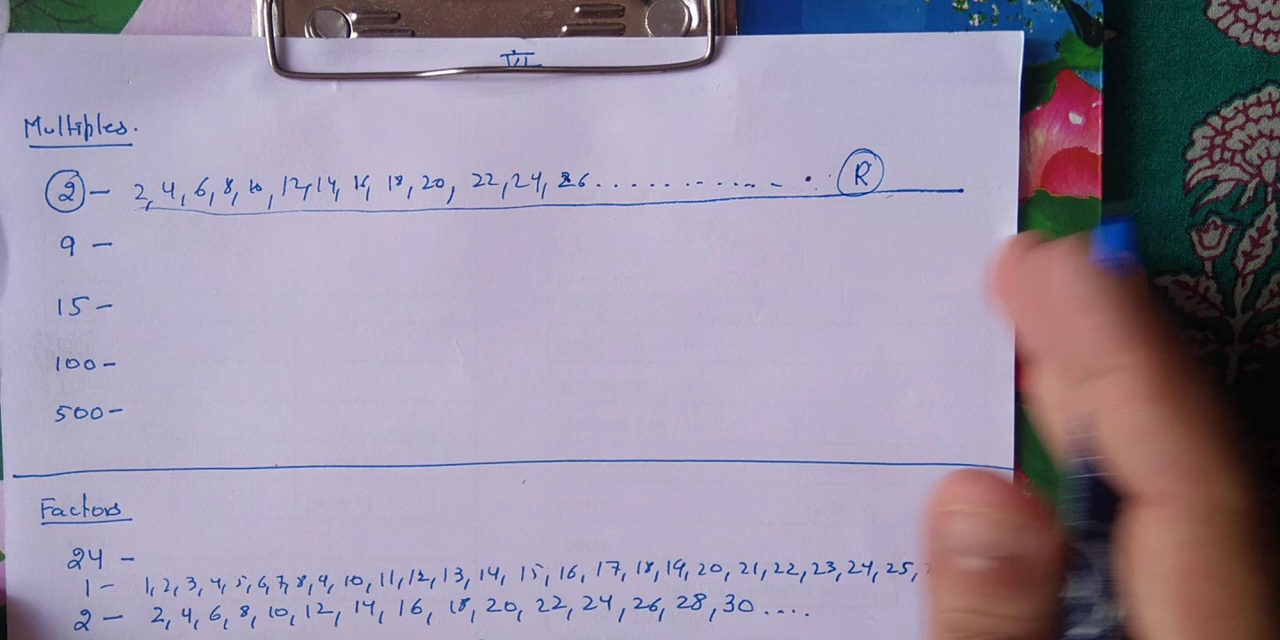 VI
Multiples.
2 - 2, 4, 6, 8, 10, 12, 14, 16, 18, 20, 22, 24, 26.............. R
9 -
15 -
100 -
500 -
Factors
24 -
1 - 1, 2, 3, 4, 5, 6, 7, 8, 9, 10, 11, 12, 13, 14, 15, 16, 17, 18, 19, 20, 21, 22, 23, 24, 25,
2 - 2, 4, 6, 8, 10, 12, 14, 16, 18, 20, 22, 24, 26, 28, 30....